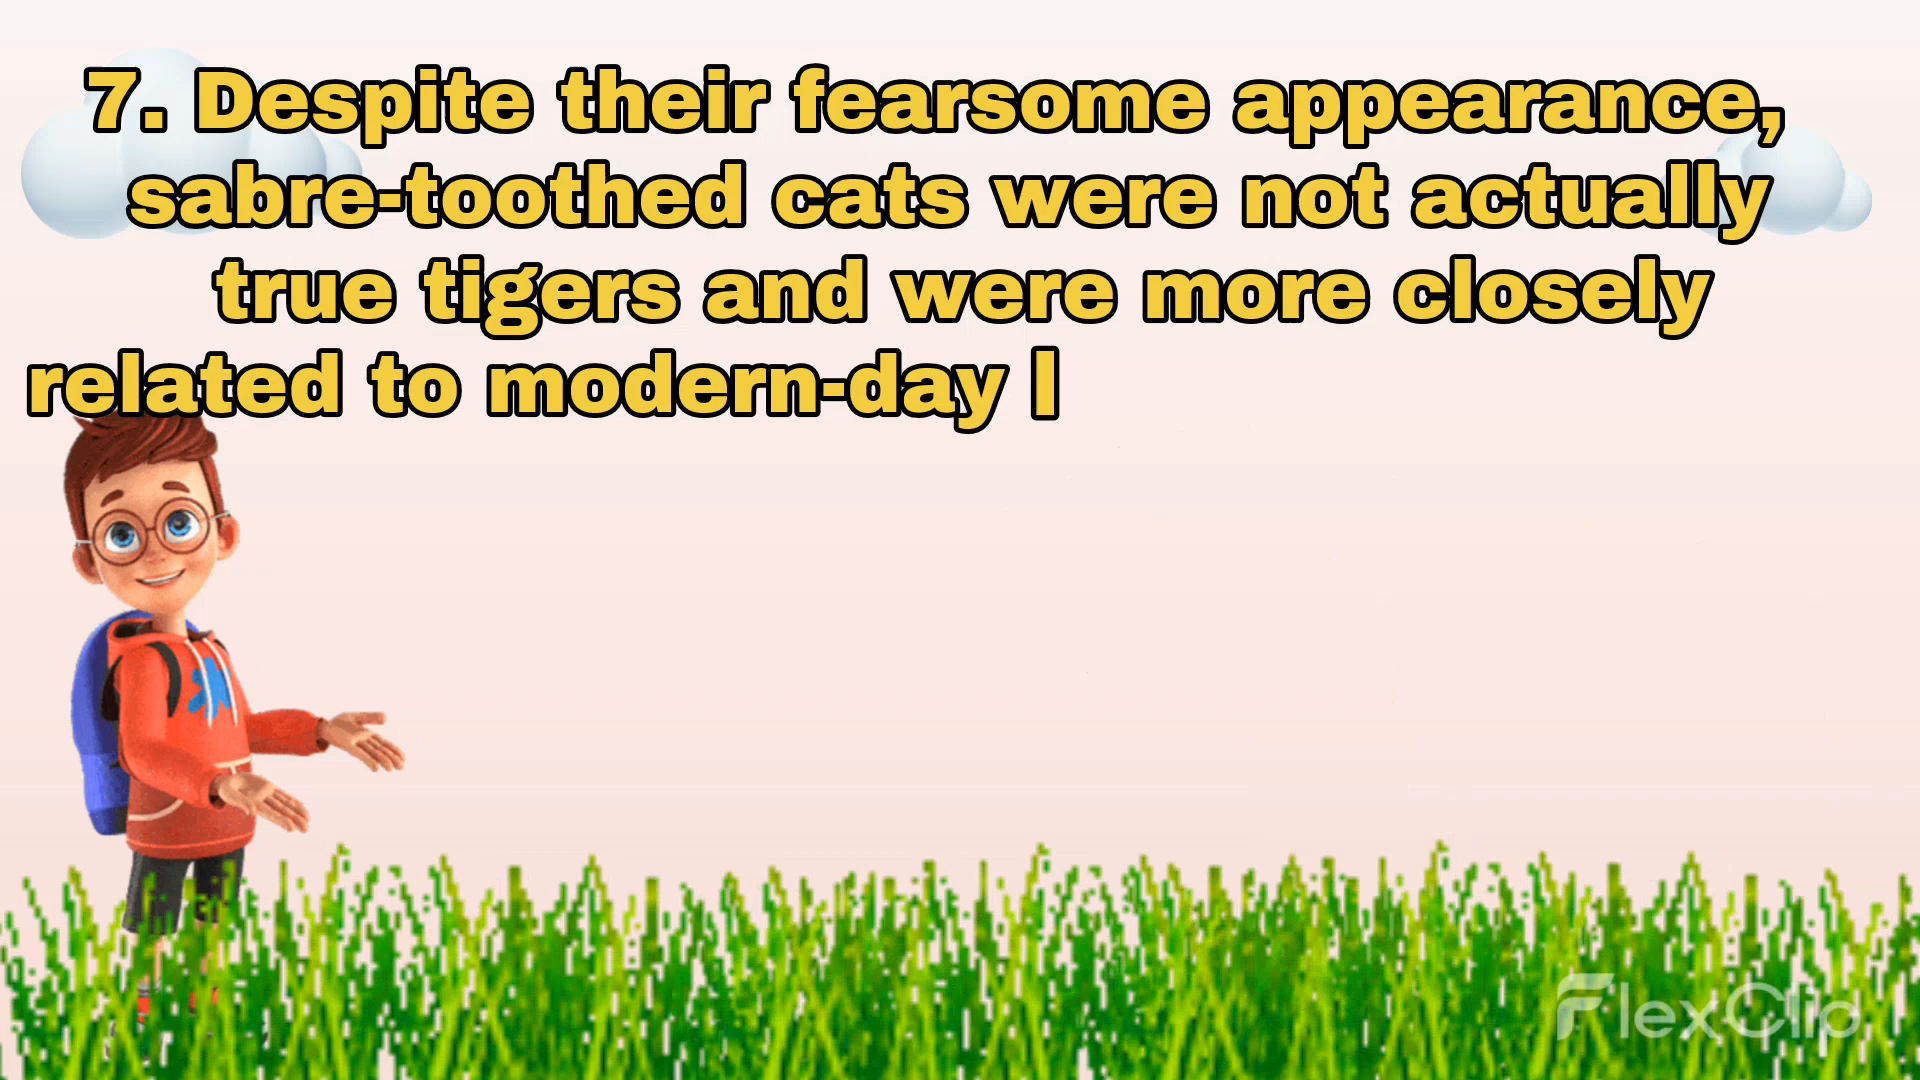 7. Despite their fearsome appearance,
sabre-toothed cats were not actually
true tigers and were more closely
related to modern-day l
FlexClip